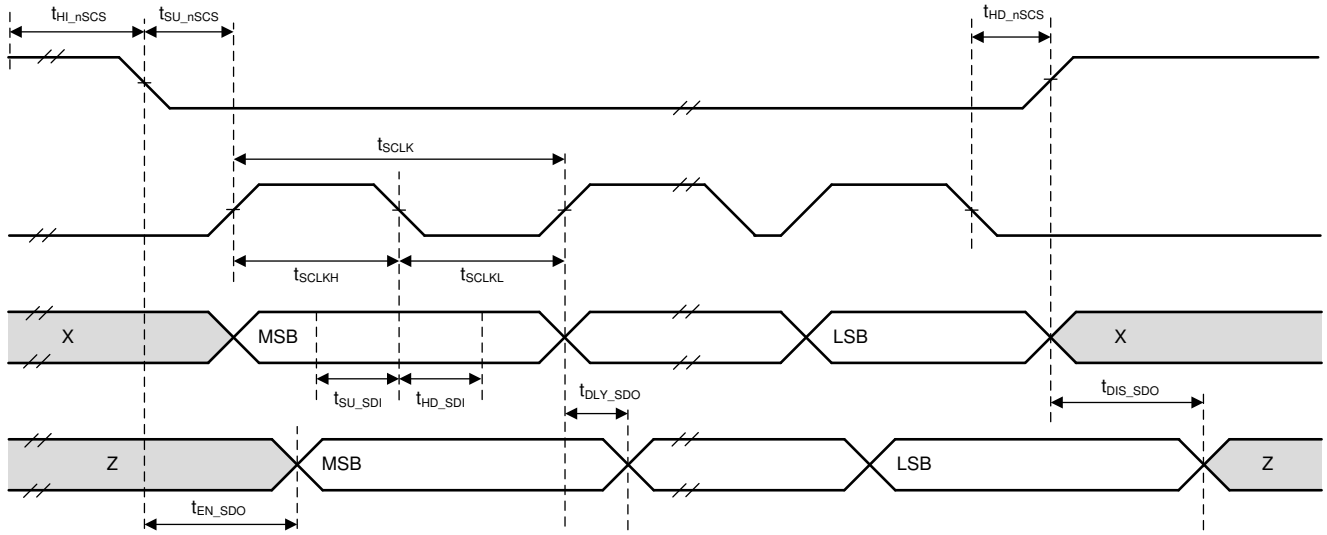 tHI_nSCS
tSU_nSCS
tHD_nSCS
tSCLK
tSCLKH
tSCLKL
X
MSB
LSB
X
tSU_SDI
tHD_SDI
tDLY_SDO
tDIS_SDO
Z
MSB
LSB
Z
tEN_SDO